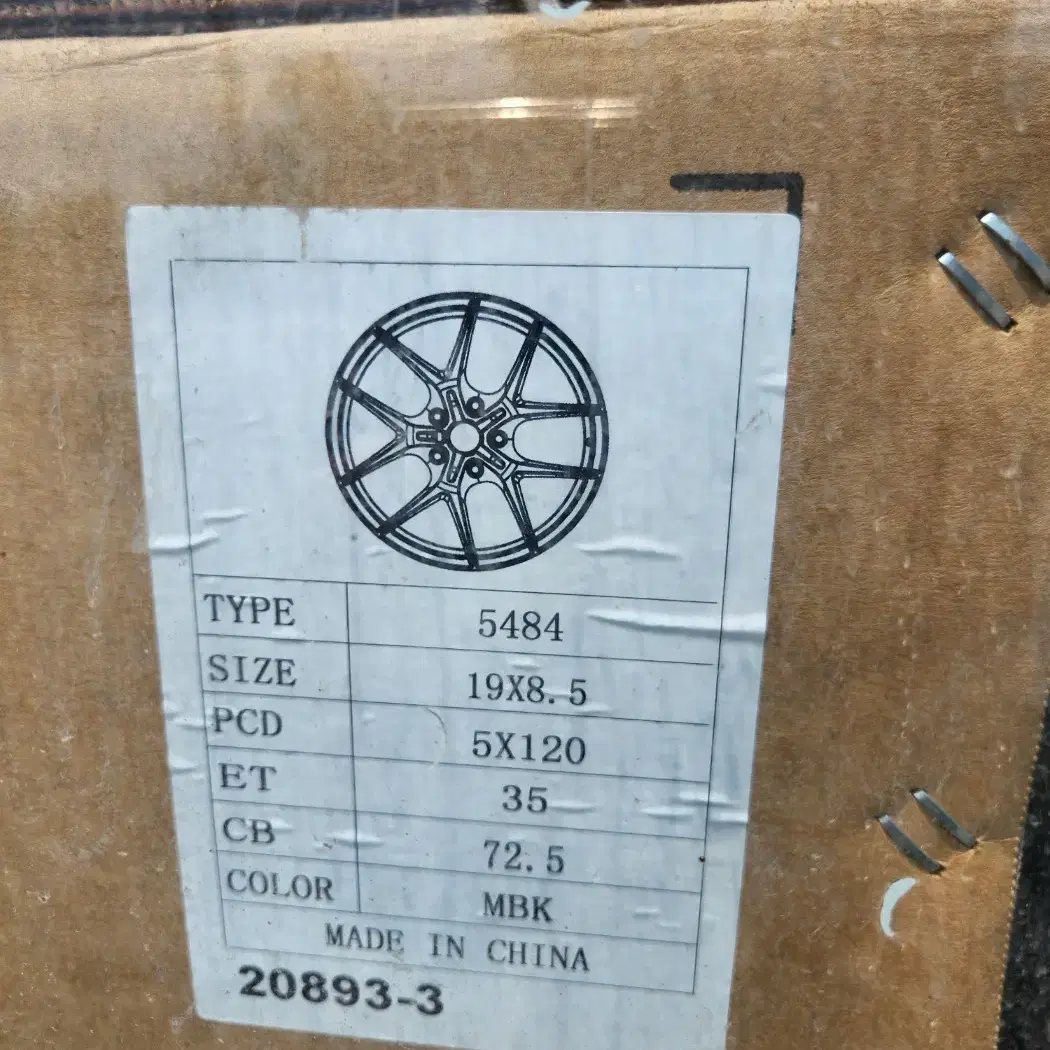 TYPE 5484
SIZE 19X8.5
PCD 5X120
ET 35
CB 72.5
COLOR MBK
MADE IN CHINA
20893-3